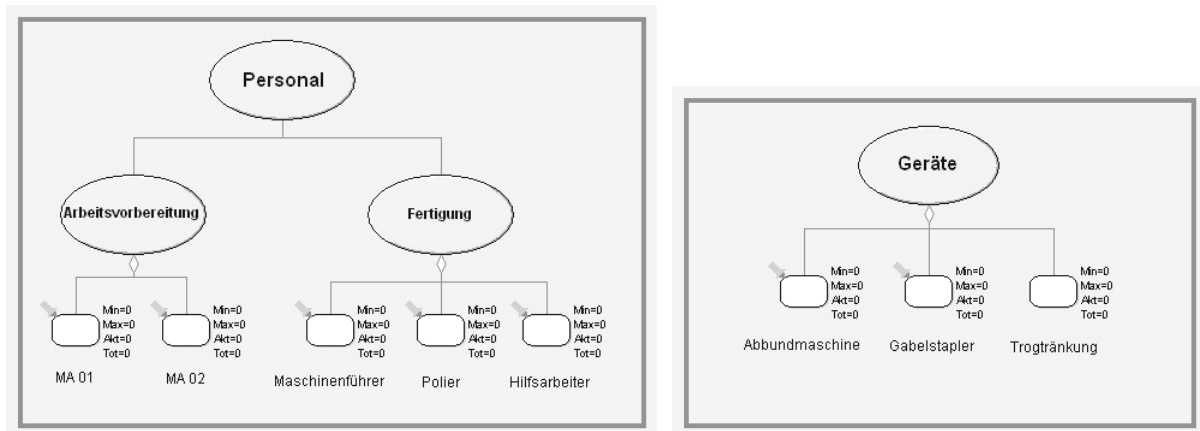 Personal
Arbeitsvorbereitung
Fertigung
Min=0
Max=0
Akt=0
Tot=0
MA 01
Min=0
Max=0
Akt=0
Tot=0
MA 02
Min=0
Max=0
Akt=0
Tot=0
Maschinenführer
Min=0
Max=0
Akt=0
Tot=0
Polier
Min=0
Max=0
Akt=0
Tot=0
Hilfsarbeiter
Geräte
Min=0
Max=0
Akt=0
Tot=0
Abbundmaschine
Min=0
Max=0
Akt=0
Tot=0
Gabelstapler
Min=0
Max=0
Akt=0
Tot=0
Trogtränkung